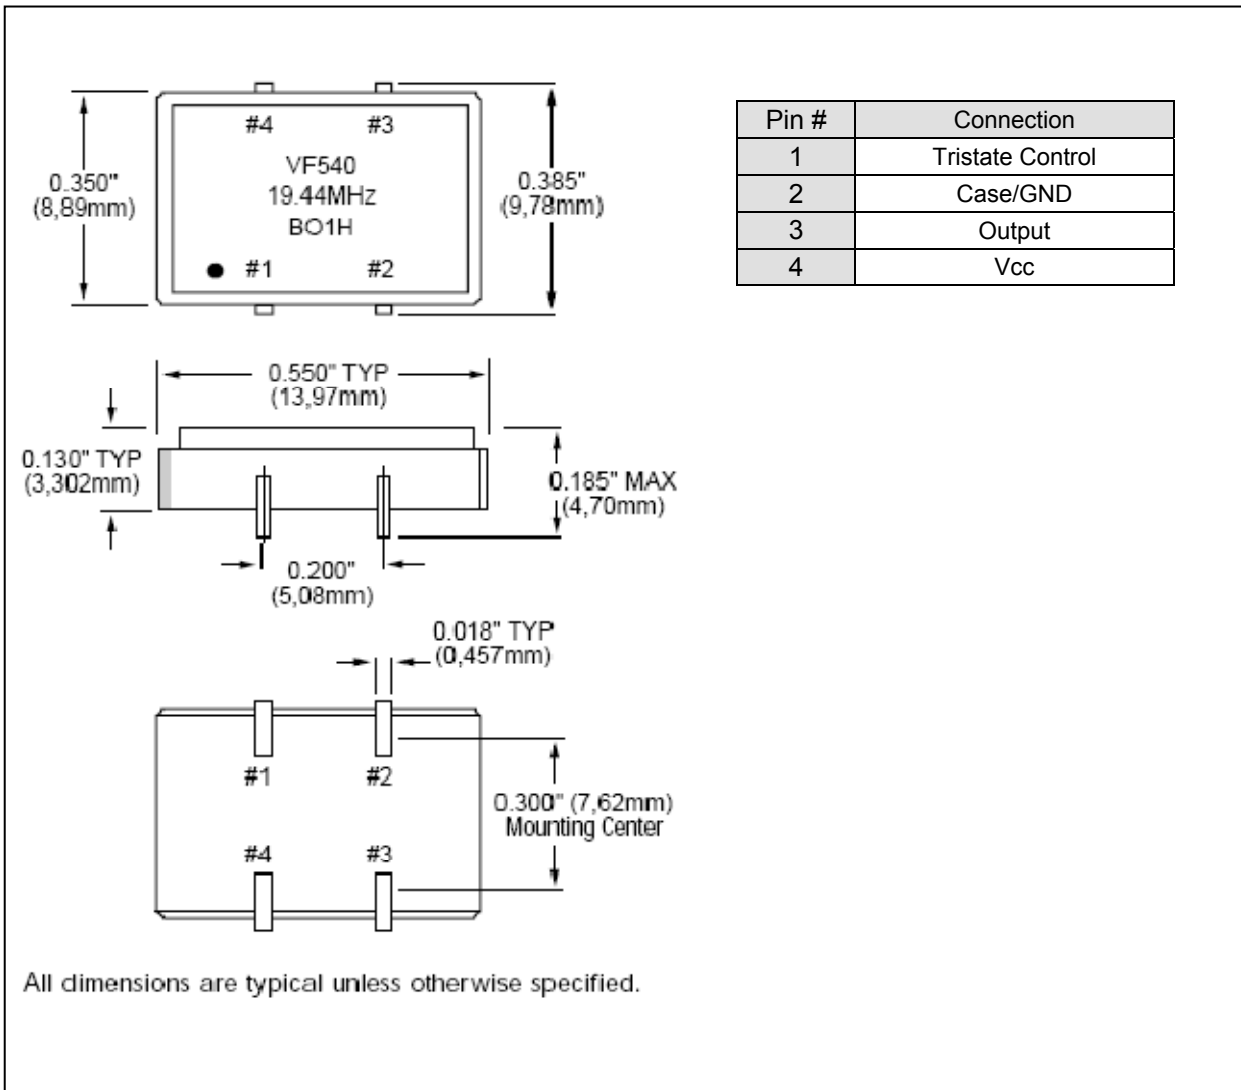 #4 #3
VF540
19.44MHz
BO1H
#1 #2
0.350"
(8,89mm)
0.385"
(9,78mm)
Pin # Connection
1 Tristate Control
2 Case/GND
3 Output
4 Vcc
0.550" TYP
(13,97mm)
0.130" TYP
(3,302mm)
0.185" MAX
(4,70mm)
0.200"
(5,08mm)
0.018" TYP
(0,457mm)
#1 #2
0.300" (7,62mm)
Mounting Center
#4 #3
All dimensions are typical unless otherwise specified.